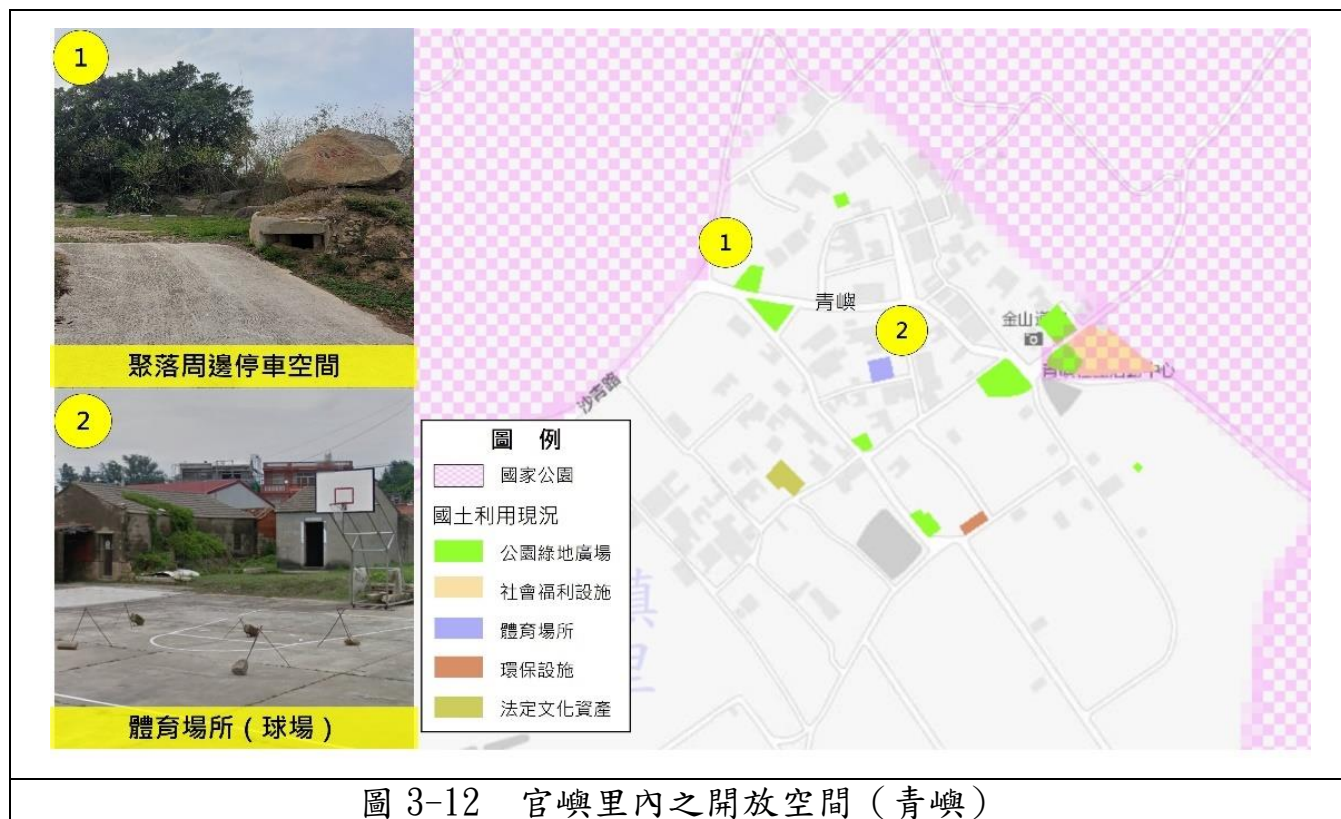 1
聚落周邊停車空間
2
體育場所（球場）
1
青嶼
2
金山
沙青路
圖 例
國家公園
國土利用現況
公園綠地廣場
社會福利設施
體育場所
環保設施
法定文化資產
鎮
里
中心
圖 3-12 官嶼里內之開放空間（青嶼）